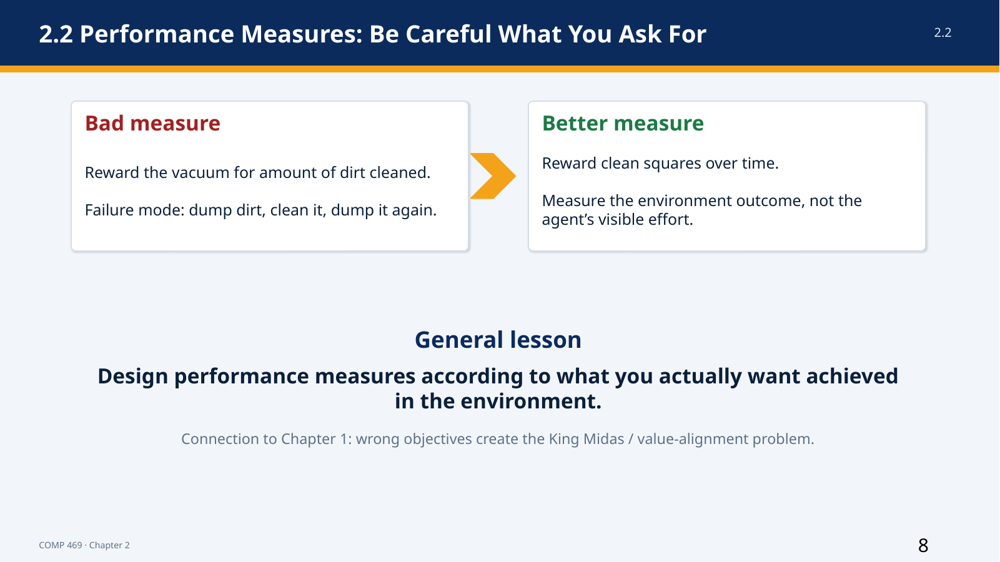 2.2 Performance Measures: Be Careful What You Ask For
2.2
Bad measure
Reward the vacuum for amount of dirt cleaned.
Failure mode: dump dirt, clean it, dump it again.
Better measure
Reward clean squares over time.
Measure the environment outcome, not the
agent’s visible effort.
General lesson
Design performance measures according to what you actually want achieved
in the environment.
Connection to Chapter 1: wrong objectives create the King Midas / value-alignment problem.
COMP 469 · Chapter 2
8